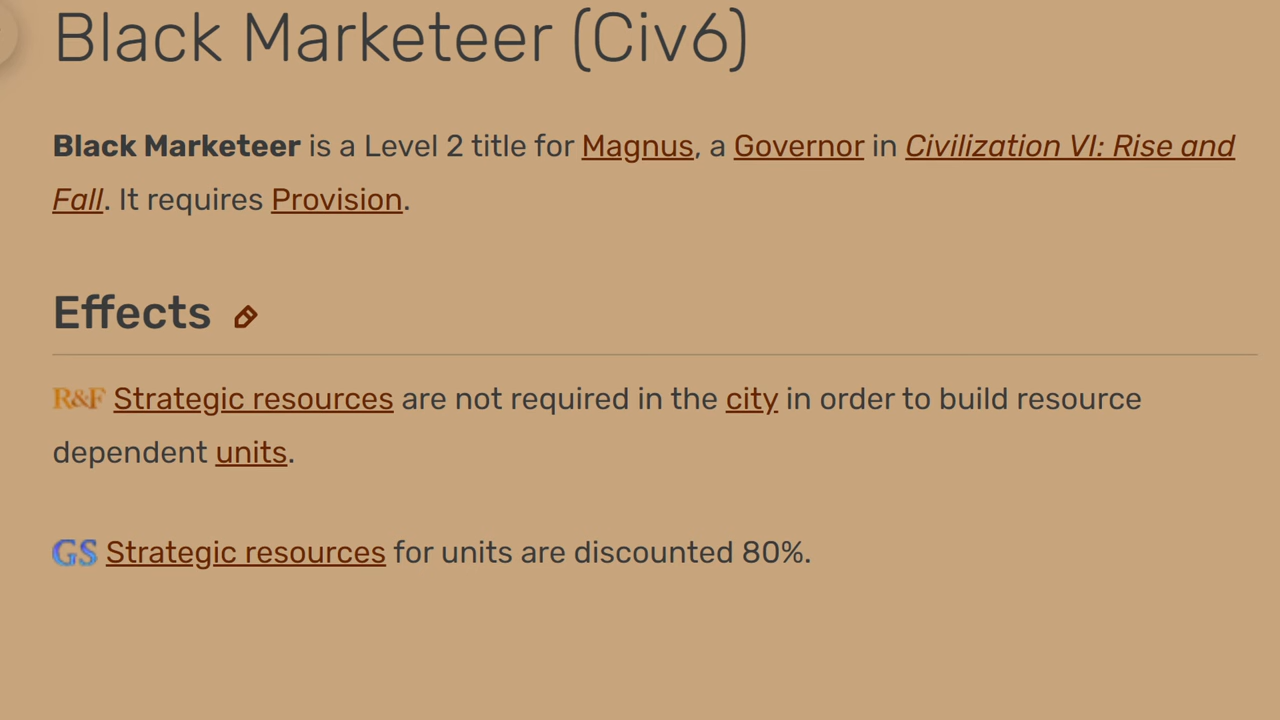 Black Marketeer (Civ6)
Black Marketeer is a Level 2 title for Magnus, a Governor in Civilization VI: Rise and
Fall. It requires Provision.
Effects
R&F Strategic resources are not required in the city in order to build resource
dependent units.
GS Strategic resources for units are discounted 80%.